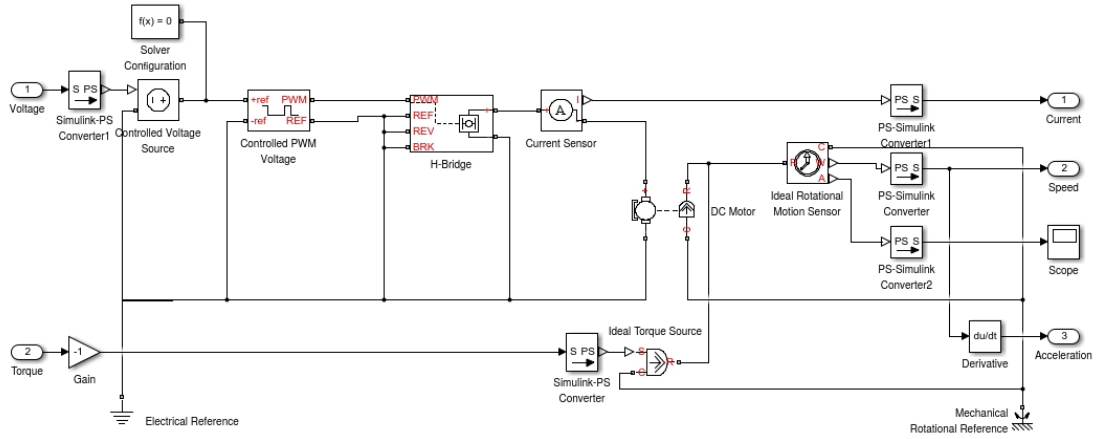 f(x) = 0
Solver
Configuration
1
Voltage
S PS
Simulink-PS
Converter1
Controlled Voltage
Source
+ref
-ref
PWM
REF
Controlled PWM
Voltage
PWM
REF
REV
BRK
+
-
H-Bridge
A
I
+
-
Current Sensor
PS S
PS-Simulink
Converter1
1
Current
R
C
W
A
Ideal Rotational
Motion Sensor
PS S
PS-Simulink
Converter
2
Speed
+
-
R
C
DC Motor
PS S
PS-Simulink
Converter2
Scope
2
Torque
-1
Gain
S PS
Simulink-PS
Converter
Ideal Torque Source
S
C
R
du/dt
Derivative
3
Acceleration
Electrical Reference
Mechanical
Rotational Reference